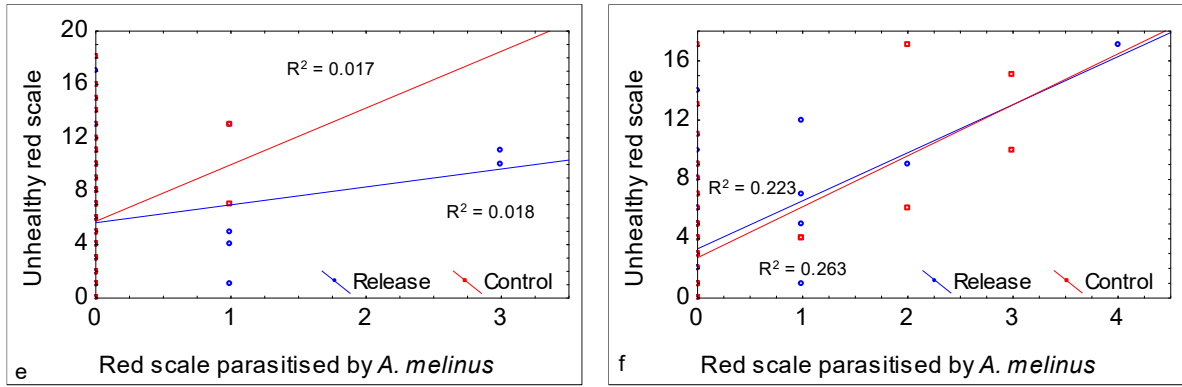 20
16
12
8
4
0
Unhealthy red scale
R² = 0.017
R² = 0.018
Release Control
0 1 2 3
Red scale parasitised by A. melinus
e
16
12
8
4
0
Unhealthy red scale
R² = 0.223
R² = 0.263
Release Control
0 1 2 3 4
Red scale parasitised by A. melinus
f